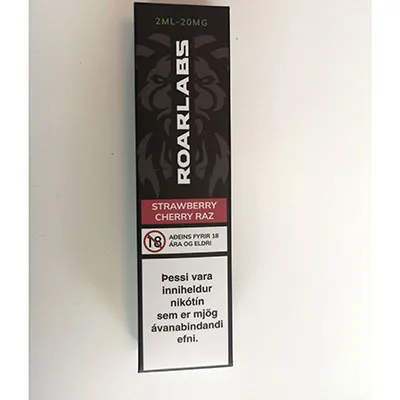 2ML-20MG
ROARLABS
STRAWBERRY
CHERRY RAZ
18
AÐEINS FYRIR 18
ÁRA OG ELDRI
Þessi vara
inniheldur
nikótín
sem er mjög
ávanabindandi
efni.